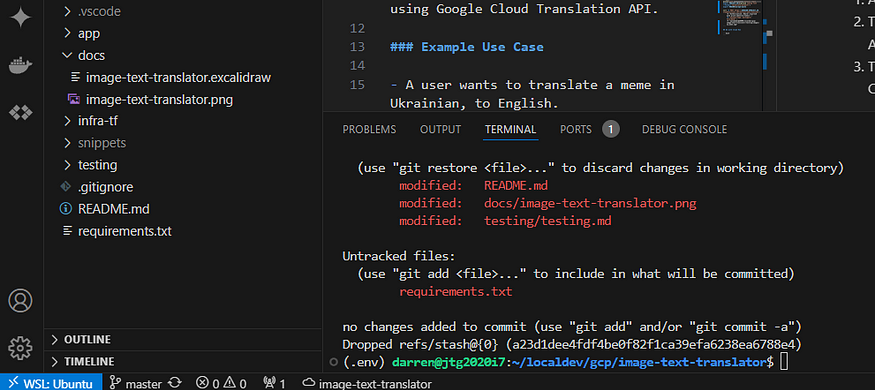 .vscode
app
docs
image-text-translator.excalidraw
image-text-translator.png
infra-tf
snippets
testing
.gitignore
README.md
requirements.txt
OUTLINE
TIMELINE
using Google Cloud Translation API.
12
13 ### Example Use Case
14
15 - A user wants to translate a meme in
Ukrainian, to English.
1. A
2. T
A
3. T
C
PROBLEMS OUTPUT TERMINAL PORTS 1 DEBUG CONSOLE
(use "git restore <file>..." to discard changes in working directory)
modified: README.md
modified: docs/image-text-translator.png
modified: testing/testing.md
Untracked files:
(use "git add <file>..." to include in what will be committed)
requirements.txt
no changes added to commit (use "git add" and/or "git commit -a")
Dropped refs/stash@{0} (a23d1dee4fdf4be0f82f1ca39efa6238ea6788e4)
(.env) darren@jtg2020i7:~/localdev/gcp/image-text-translator$
WSL: Ubuntu master 0 0 1 image-text-translator